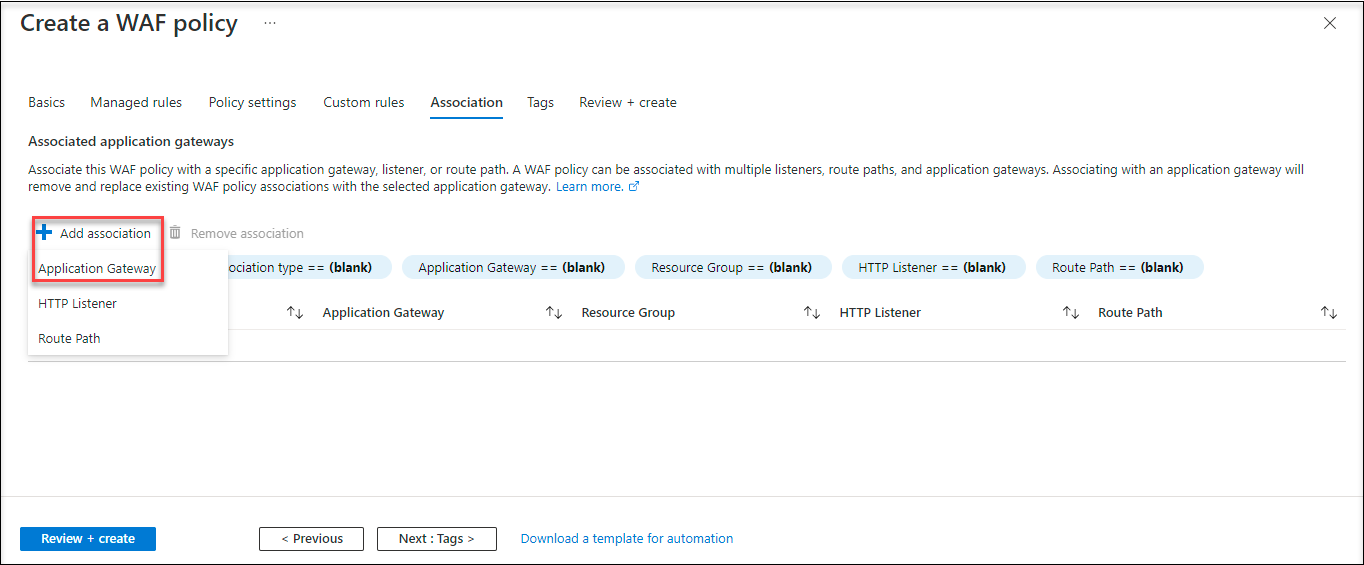 Create a WAF policy ...
Basics Managed rules Policy settings Custom rules Association Tags Review + create
Associated application gateways
Associate this WAF policy with a specific application gateway, listener, or route path. A WAF policy can be associated with multiple listeners, route paths, and application gateways. Associating with an application gateway will
remove and replace existing WAF policy associations with the selected application gateway. Learn more.
Add association Remove association
Application Gateway
HTTP Listener
Route Path
ociation type == (blank) Application Gateway == (blank) Resource Group == (blank) HTTP Listener == (blank) Route Path == (blank)
Application Gateway Resource Group HTTP Listener Route Path
Review + create < Previous Next : Tags > Download a template for automation